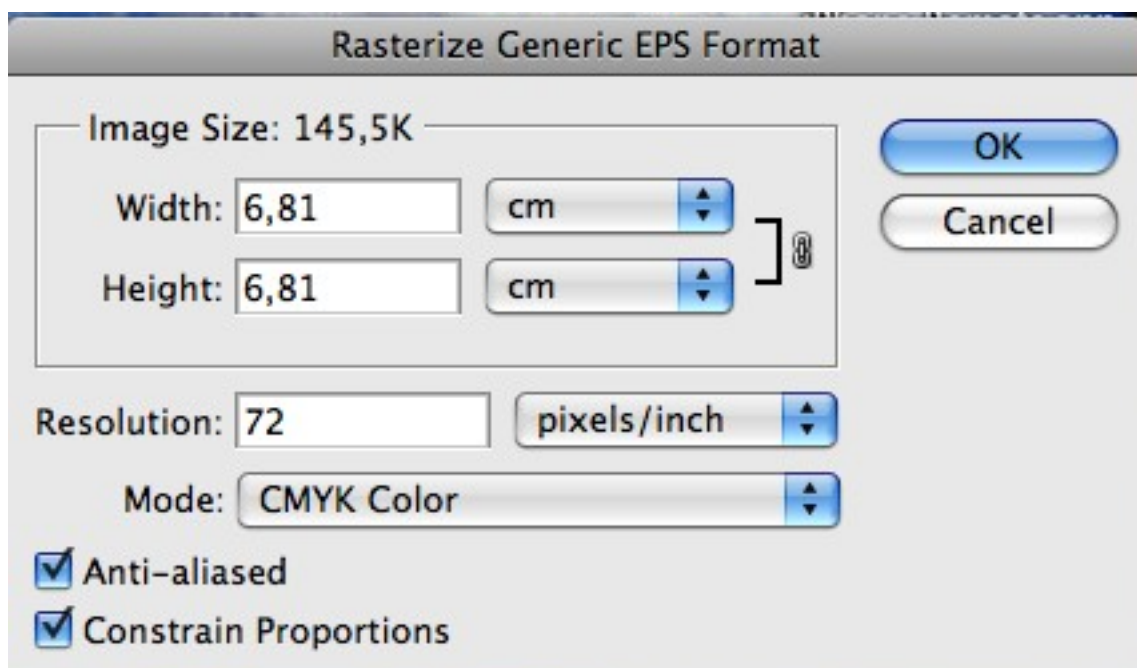 Rasterize Generic EPS Format
Image Size: 145,5K
OK
Width: 6,81 cm
Cancel
Height: 6,81 cm
Resolution: 72 pixels/inch
Mode: CMYK Color
Anti-aliased
Constrain Proportions